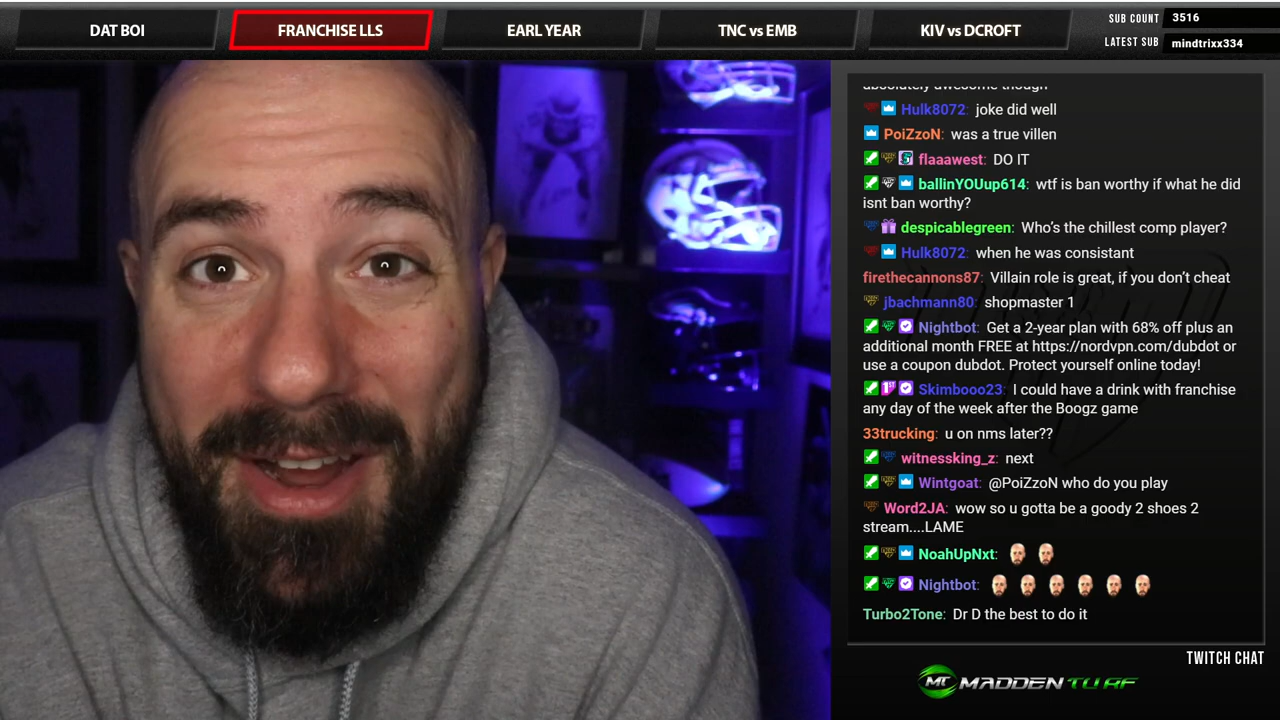 DAT BOI
FRANCHISE LLS
EARL YEAR
TNC vs EMB
KIV vs DCROFT
SUB COUNT 3516
LATEST SUB mindtrixx334
absolutely awesome though
Hulk8072: joke did well
PoiZzoN: was a true villen
flaaawest: DO IT
ballinYOUup614: wtf is ban worthy if what he did
isnt ban worthy?
despicablegreen: Who's the chillest comp player?
Hulk8072: when he was consistant
firethecannons87: Villain role is great, if you don't cheat
jbachmann80: shopmaster 1
Nightbot: Get a 2-year plan with 68% off plus an
additional month FREE at https://nordvpn.com/dubdot or
use a coupon dubdot. Protect yourself online today!
Skimbooo23: I could have a drink with franchise
any day of the week after the Boogz game
33trucking: u on nms later??
witnessking_z: next
Wintgoat: @PoiZzoN who do you play
Word2JA: wow so u gotta be a goody 2 shoes 2
stream....LAME
NoahUpNxt:
Nightbot:
Turbo2Tone: Dr D the best to do it
TWITCH CHAT
MT MADDEN TURF